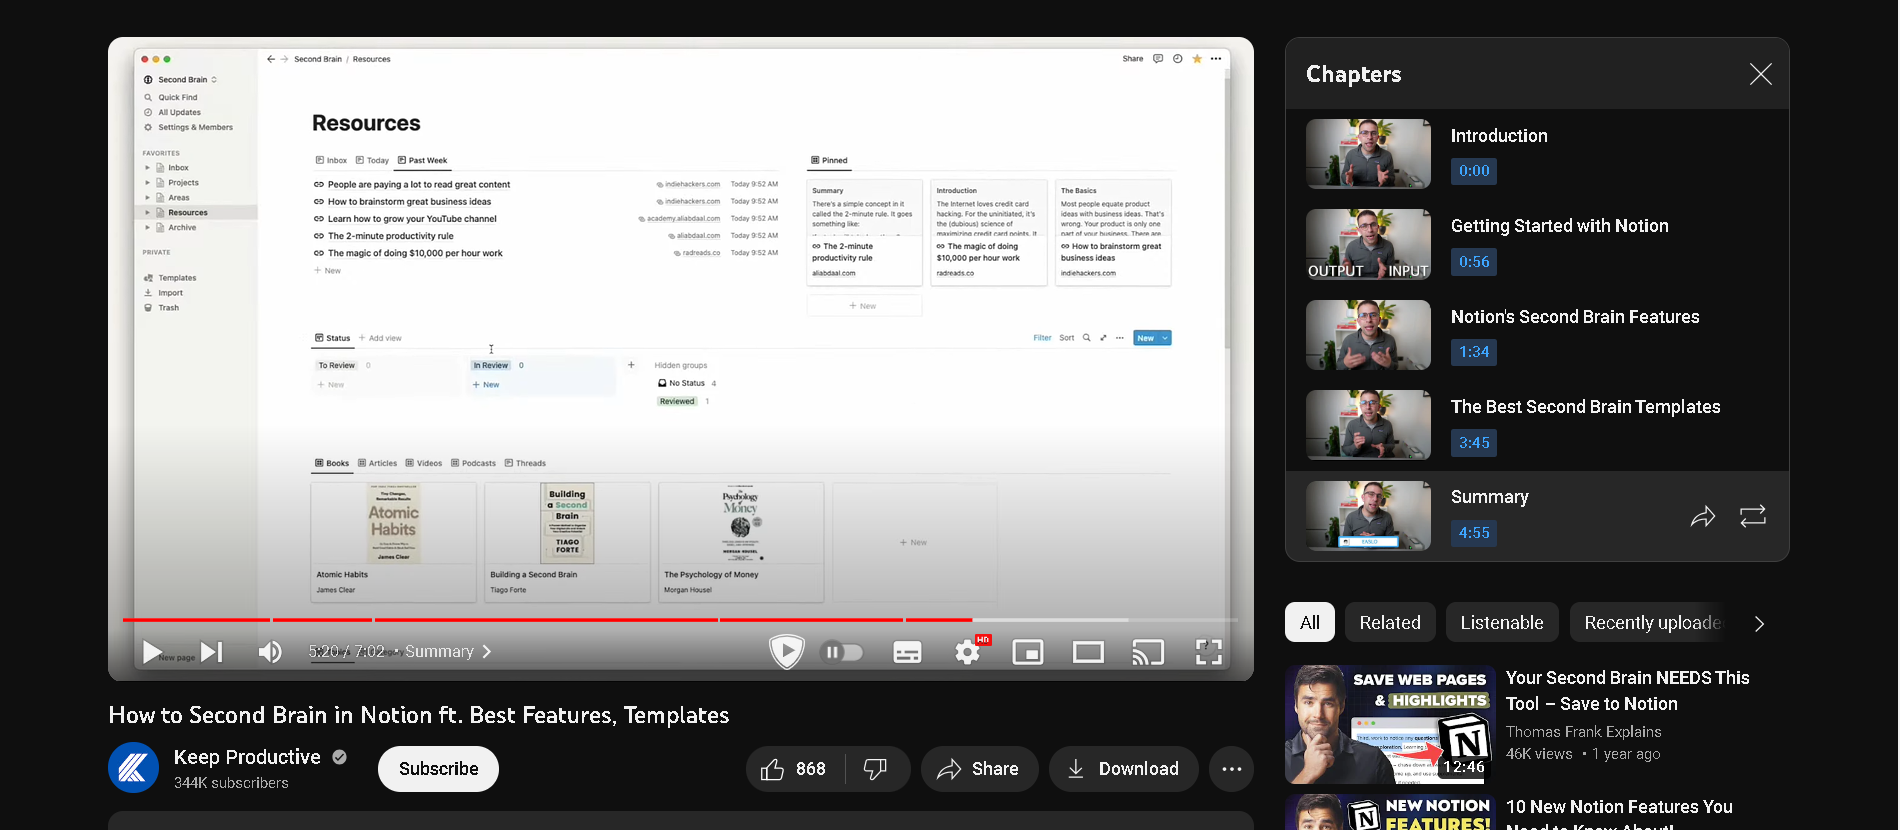 Second Brain
Quick Find
All Updates
Settings & Members
FAVORITES
Inbox
Projects
Areas
Resources
Archive
PRIVATE
Templates
Import
Trash
New page
Second Brain / Resources
Share
Resources
Inbox Today Past Week
People are paying a lot to read great content indiehackers.com Today 9:52 AM
How to brainstorm great business ideas indiehackers.com Today 9:52 AM
Learn how to grow your YouTube channel academy.aliabdaal.com Today 9:52 AM
The 2-minute productivity rule aliabdaal.com Today 9:52 AM
The magic of doing $10,000 per hour work radreads.co Today 9:52 AM
+ New
Pinned
Summary
There's a simple concept in it
called the 2-minute rule. It goes
something like:
The 2-minute
productivity rule
aliabdaal.com
Introduction
The Internet loves credit card
hacking. For the uninitiated, it's
the (dubious) science of
maximizing credit card points. It
The magic of doing
$10,000 per hour work
radreads.co
The Basics
Most people equate product
ideas with business ideas. That's
wrong. Your product is only one
part of your business. There are
How to brainstorm great
business ideas
indiehackers.com
+ New
Status + Add view
Filter Sort New
To Review 0
+ New
In Review 0
+ New
+
Hidden groups
No Status 4
Reviewed 1
Books Articles Videos Podcasts Threads
Atomic
Habits
James Clear
Atomic Habits
James Clear
Building
a Second
Brain
TIAGO
FORTE
Building a Second Brain
Tiago Forte
The
Psychology
of
Money
MORGAN HOUSEL
The Psychology of Money
Morgan Housel
+ New
5:20 / 7:02 • Summary
HD
How to Second Brain in Notion ft. Best Features, Templates
Keep Productive
344K subscribers
Subscribe
868
Share
Download
Chapters
Introduction
0:00
OUTPUT INPUT
Getting Started with Notion
0:56
Notion's Second Brain Features
1:34
The Best Second Brain Templates
3:45
Summary
4:55
All Related Listenable Recently uploade
SAVE WEB PAGES
& HIGHLIGHTS
N
12:46
Your Second Brain NEEDS This
Tool – Save to Notion
Thomas Frank Explains
46K views • 1 year ago
NEW NOTION
FEATURES!
N
10 New Notion Features You
Need to Know About!